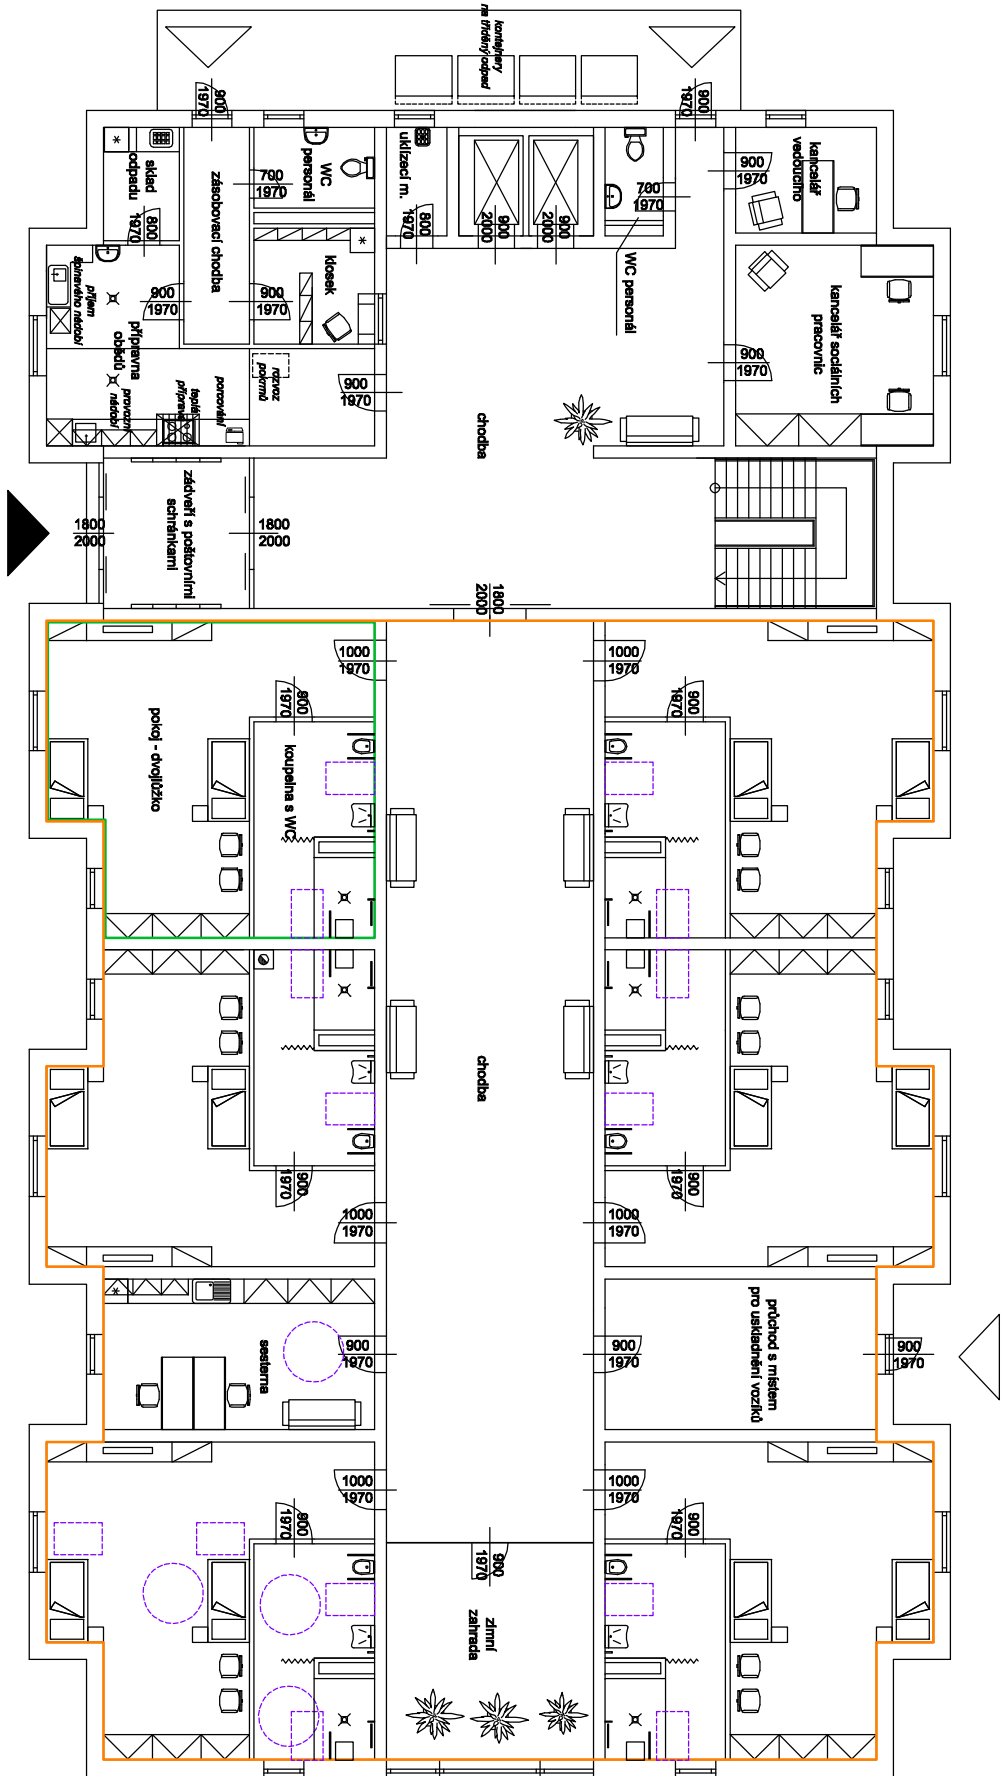 kontejnery
na tříděný odpad
900
1970
900
1970
sklad
odpadu
800
1970
zásobovací chodba
WC
personál
700
1970
uklízecí m.
800
1970
900
2000
900
2000
700
1970
WC personál
900
1970
kancelář
vedoucího
příjem
špinavého nádobí
přípravna
obědů
900
1970
900
1970
kiosek
kancelář sociálních
pracovnic
900
1970
provozní
nádobí
teplá
příprava
porcování
rozvoz
pokrmů
900
1970
chodba
1800
2000
zádveří s poštovními
schránkami
1800
2000
1800
2000
1000
1970
1000
1970
900
1970
900
1970
pokoj - dvojlůžko
koupelna s WC
chodba
900
1970
900
1970
1000
1970
1000
1970
sesterna
900
1970
900
1970
průchod s místem
pro uskladnění vozíků
900
1970
1000
1970
1000
1970
900
1970
900
1970
900
1970
zimní
zahrada